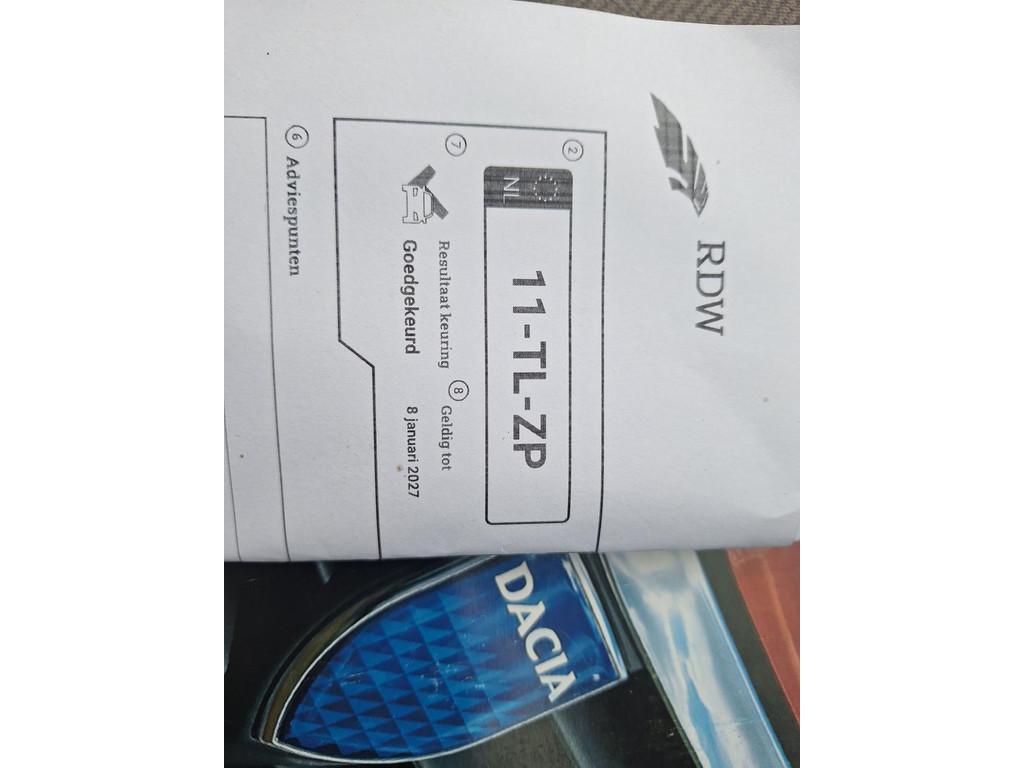 RDW
2
NL
11-TL-ZP
7 Resultaat keuring 8 Geldig tot
Goedgekeurd 8 januari 2027
6 Adviespunten
DACIA